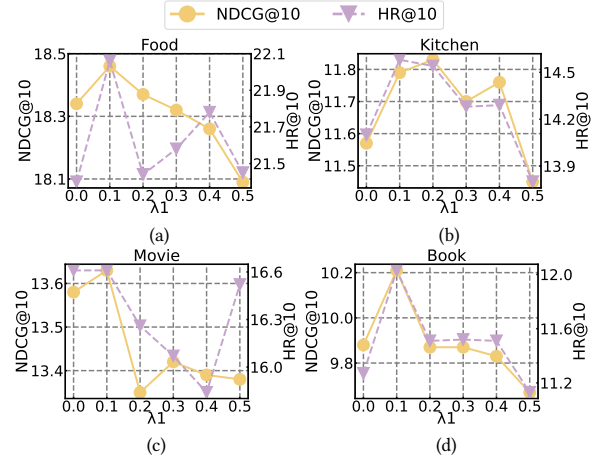 NDCG@10 HR@10
Food
NDCG@10
18.5
18.3
18.1
22.1
21.9
21.7
21.5
HR@10
0.0 0.1 0.2 0.3 0.4 0.5
λ1
(a)
Kitchen
NDCG@10
11.8
11.7
11.6
11.5
14.5
14.2
13.9
HR@10
0.0 0.1 0.2 0.3 0.4 0.5
λ1
(b)
Movie
NDCG@10
13.6
13.5
13.4
16.6
16.3
16.0
HR@10
0.0 0.1 0.2 0.3 0.4 0.5
λ1
(c)
Book
NDCG@10
10.2
10.0
9.8
12.0
11.6
11.2
HR@10
0.0 0.1 0.2 0.3 0.4 0.5
λ1
(d)